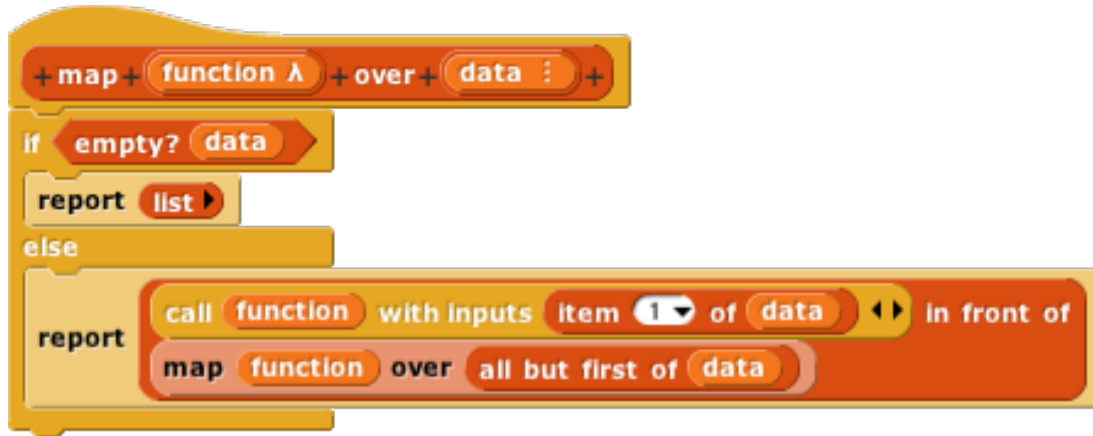 + map + function λ + over + data ⋮ +
if empty? data
report list
else
call function with inputs item 1 of data in front of
report
map function over all but first of data